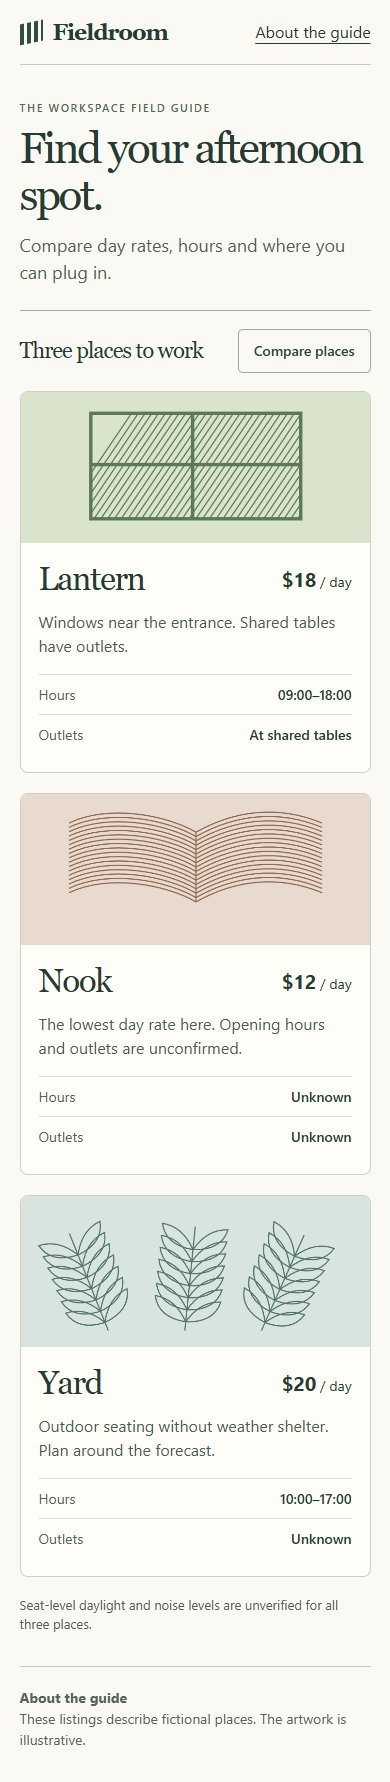 Fieldroom
About the guide
THE WORKSPACE FIELD GUIDE
Find your afternoon
spot.
Compare day rates, hours and where you
can plug in.
Three places to work
Compare places
Lantern
$18 / day
Windows near the entrance. Shared tables
have outlets.
Hours
09:00–18:00
Outlets
At shared tables
Nook
$12 / day
The lowest day rate here. Opening hours
and outlets are unconfirmed.
Hours
Unknown
Outlets
Unknown
Yard
$20 / day
Outdoor seating without weather shelter.
Plan around the forecast.
Hours
10:00–17:00
Outlets
Unknown
Seat-level daylight and noise levels are unverified for all
three places.
About the guide
These listings describe fictional places. The artwork is
illustrative.